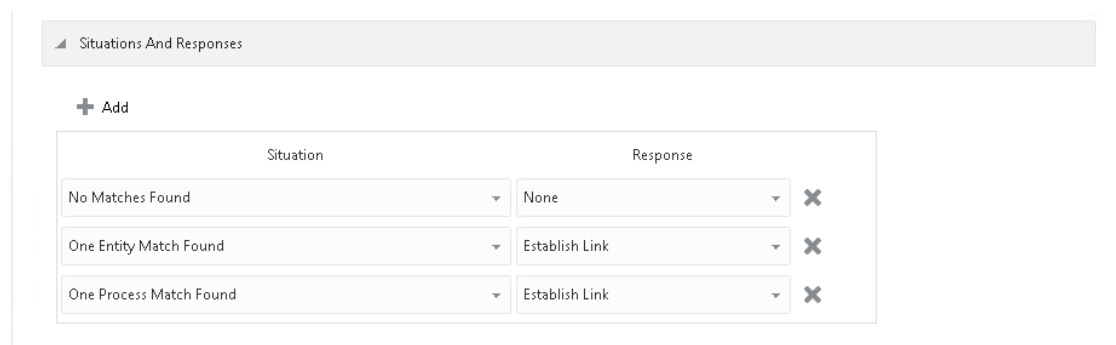 Situations And Responses
Add
Situation Response
No Matches Found None
One Entity Match Found Establish Link
One Process Match Found Establish Link